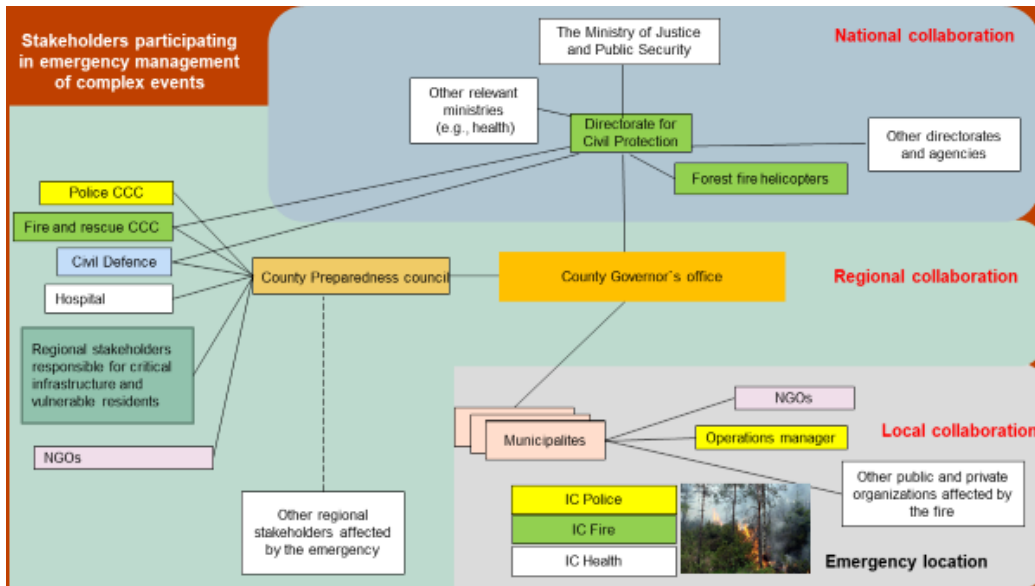 Stakeholders participating
in emergency management
of complex events
The Ministry of Justice
and Public Security
National collaboration
Other relevant
ministries
(e.g., health)
Directorate for
Civil Protection
Other directorates
and agencies
Forest fire helicopters
Police CCC
Fire and rescue CCC
Civil Defence
Hospital
County Preparedness council
County Governor`s office
Regional collaboration
Regional stakeholders
responsible for critical
infrastructure and
vulnerable residents
NGOs
Other regional
stakeholders affected
by the emergency
Municipalites
NGOs
Operations manager
Local collaboration
Other public and private
organizations affected by
the fire
IC Police
IC Fire
IC Health
Emergency location